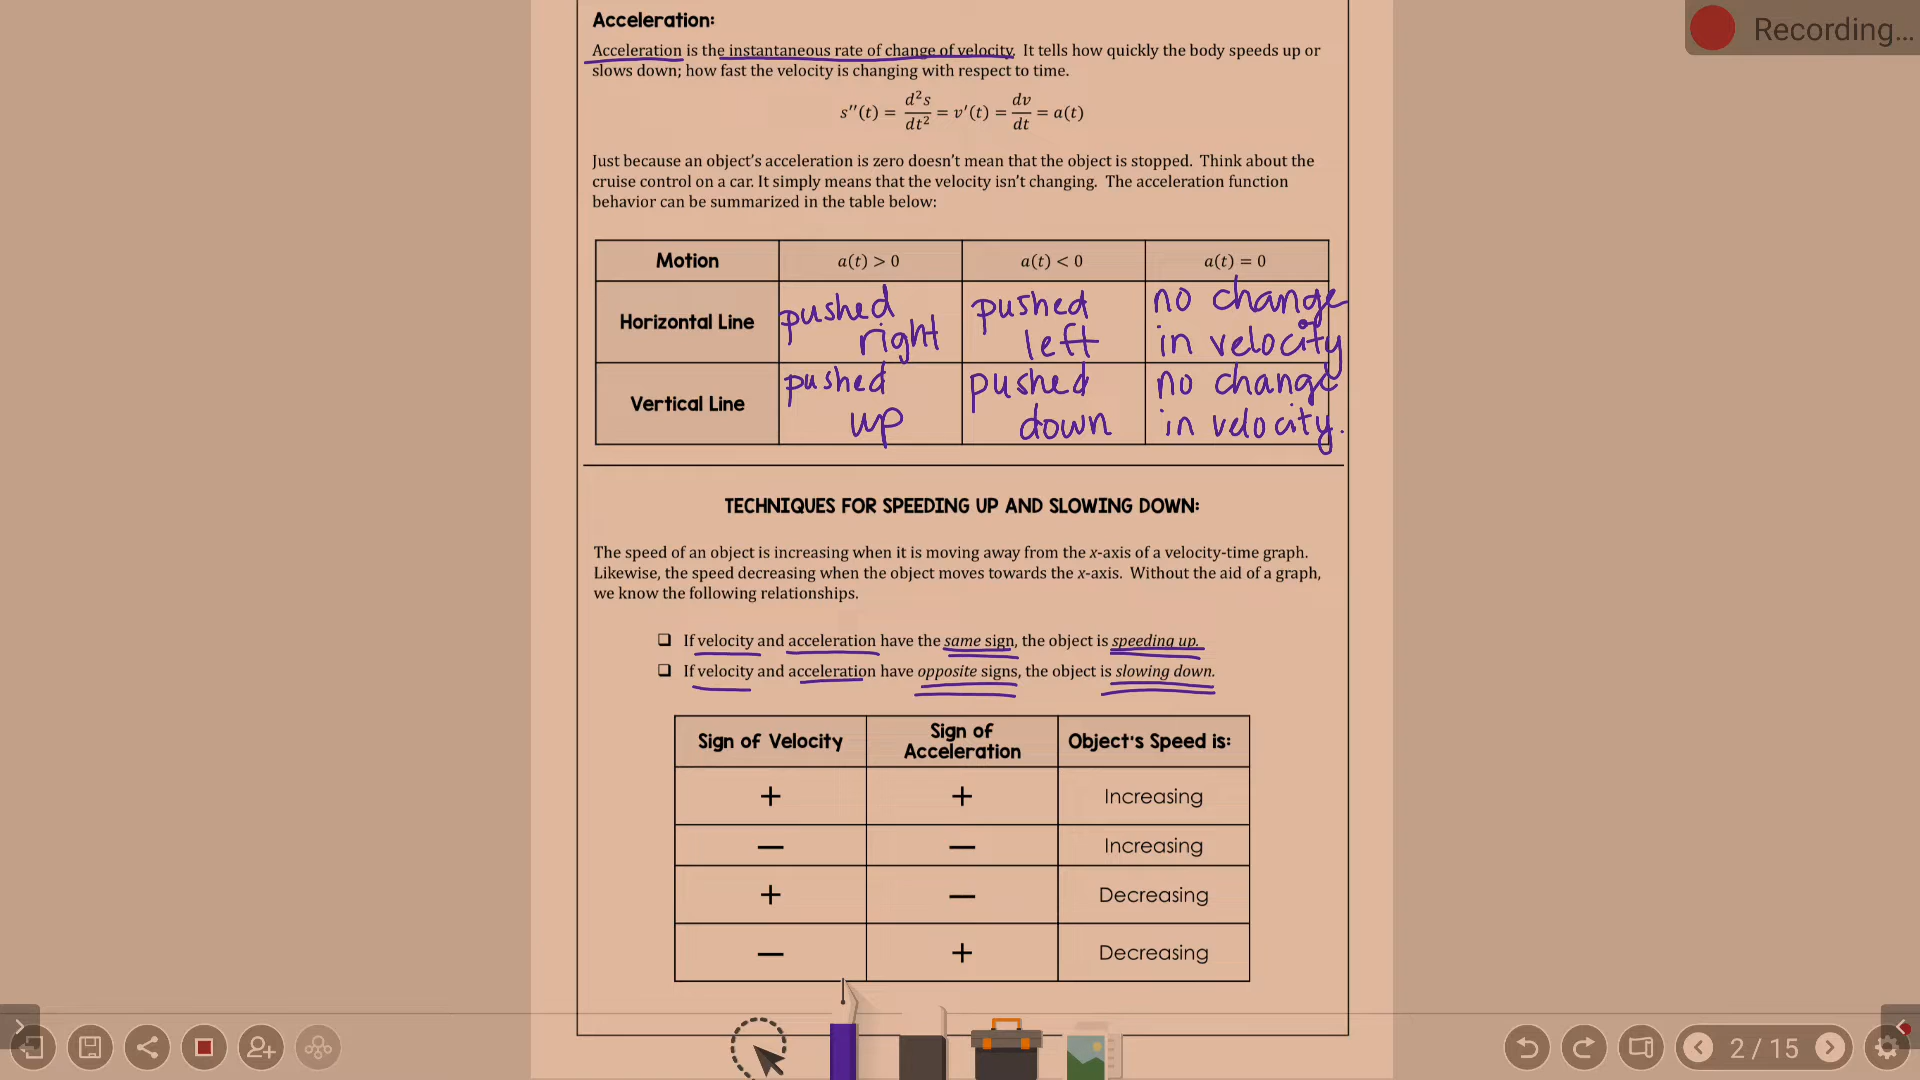 Recording...
Acceleration:
Acceleration is the instantaneous rate of change of velocity. It tells how quickly the body speeds up or
slows down; how fast the velocity is changing with respect to time.
s''(t) = d²s/dt² = v'(t) = dv/dt = a(t)
Just because an object's acceleration is zero doesn't mean that the object is stopped. Think about the
cruise control on a car. It simply means that the velocity isn't changing. The acceleration function
behavior can be summarized in the table below:
Motion a(t) > 0 a(t) < 0 a(t) = 0
Horizontal Line pushed right pushed left no change in velocity
Vertical Line pushed up pushed down no change in velocity.
TECHNIQUES FOR SPEEDING UP AND SLOWING DOWN:
The speed of an object is increasing when it is moving away from the x-axis of a velocity-time graph.
Likewise, the speed decreasing when the object moves towards the x-axis. Without the aid of a graph,
we know the following relationships.
❑ If velocity and acceleration have the same sign, the object is speeding up.
❑ If velocity and acceleration have opposite signs, the object is slowing down.
Sign of Velocity Sign of Acceleration Object's Speed is:
+ + Increasing
— — Increasing
+ — Decreasing
— + Decreasing
2 / 15